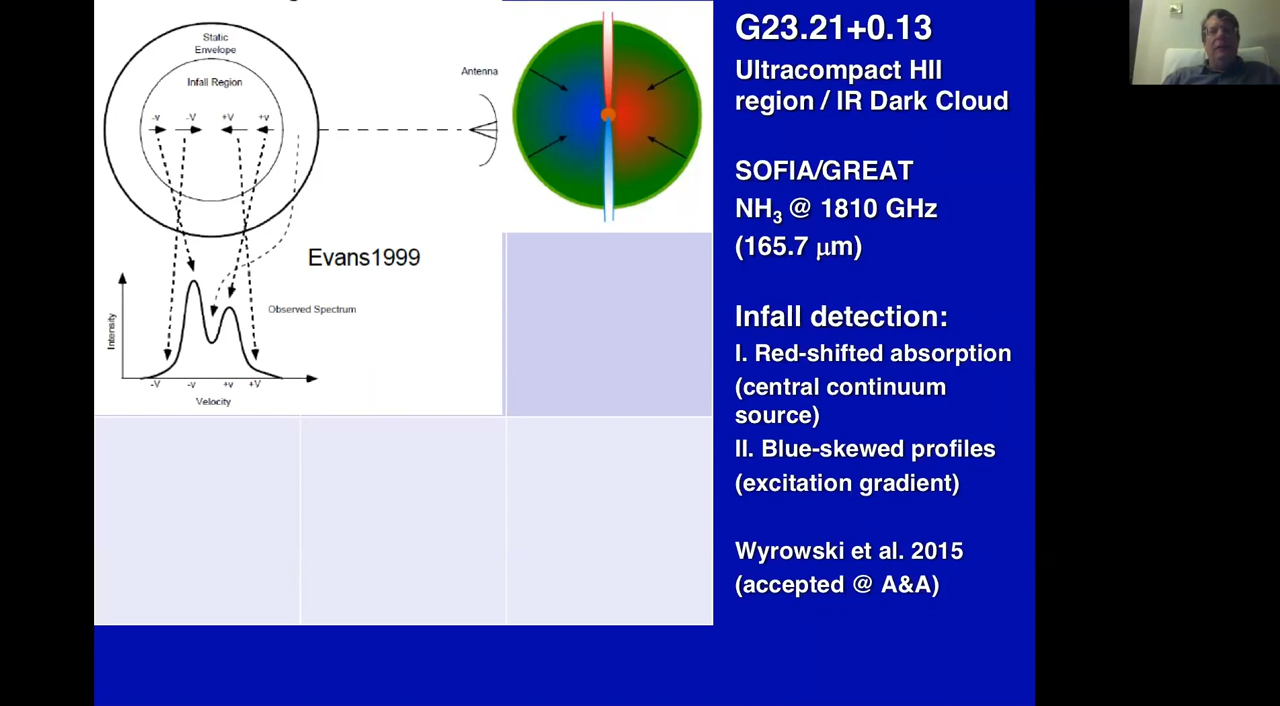 Static
Envelope
Infall Region
-v
-V
+V
+v
Antenna
Evans1999
Observed Spectrum
Intensity
-V
-v
+v
+V
Velocity
G23.21+0.13
Ultracompact HII
region / IR Dark Cloud
SOFIA/GREAT
NH3 @ 1810 GHz
(165.7 μm)
Infall detection:
I. Red-shifted absorption
(central continuum
source)
II. Blue-skewed profiles
(excitation gradient)
Wyrowski et al. 2015
(accepted @ A&A)